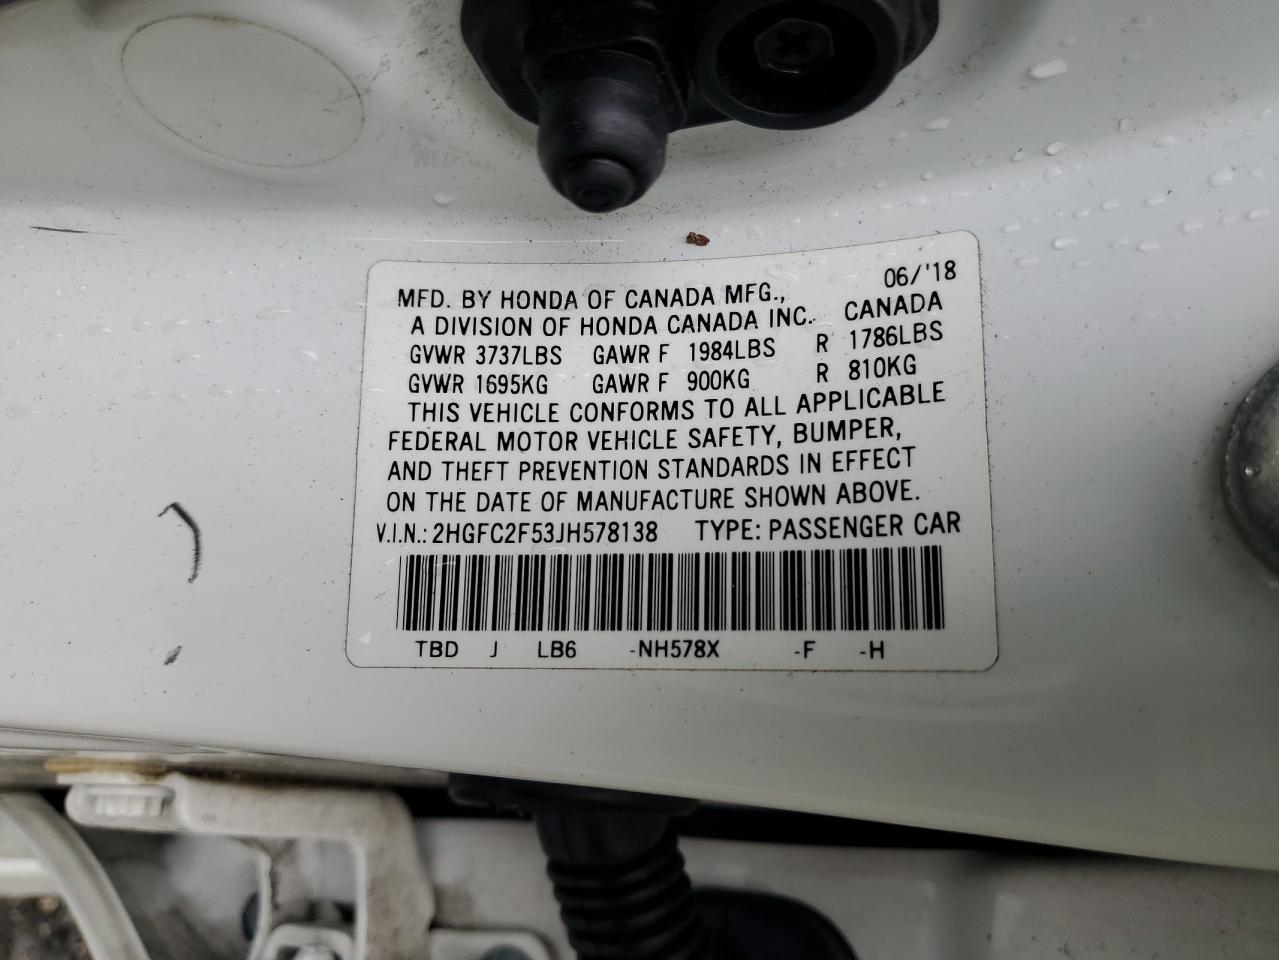 MFD. BY HONDA OF CANADA MFG., 06/'18
A DIVISION OF HONDA CANADA INC. CANADA
GVWR 3737LBS GAWR F 1984LBS R 1786LBS
GVWR 1695KG GAWR F 900KG R 810KG
THIS VEHICLE CONFORMS TO ALL APPLICABLE
FEDERAL MOTOR VEHICLE SAFETY, BUMPER,
AND THEFT PREVENTION STANDARDS IN EFFECT
ON THE DATE OF MANUFACTURE SHOWN ABOVE.
V.I.N.: 2HGFC2F53JH578138 TYPE: PASSENGER CAR
TBD J LB6 -NH578X -F -H